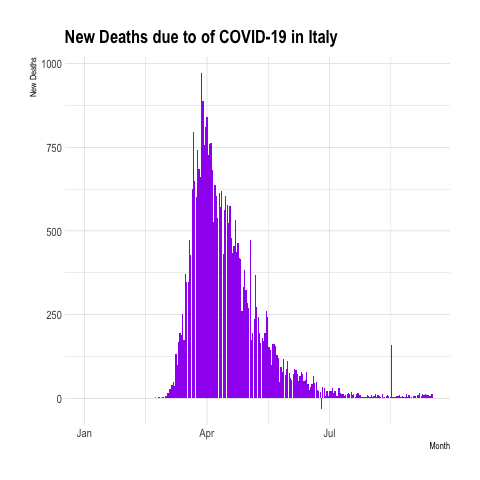 New Deaths due to of COVID-19 in Italy
New Deaths
1000
750
500
250
0
Jan
Apr
Jul
Month